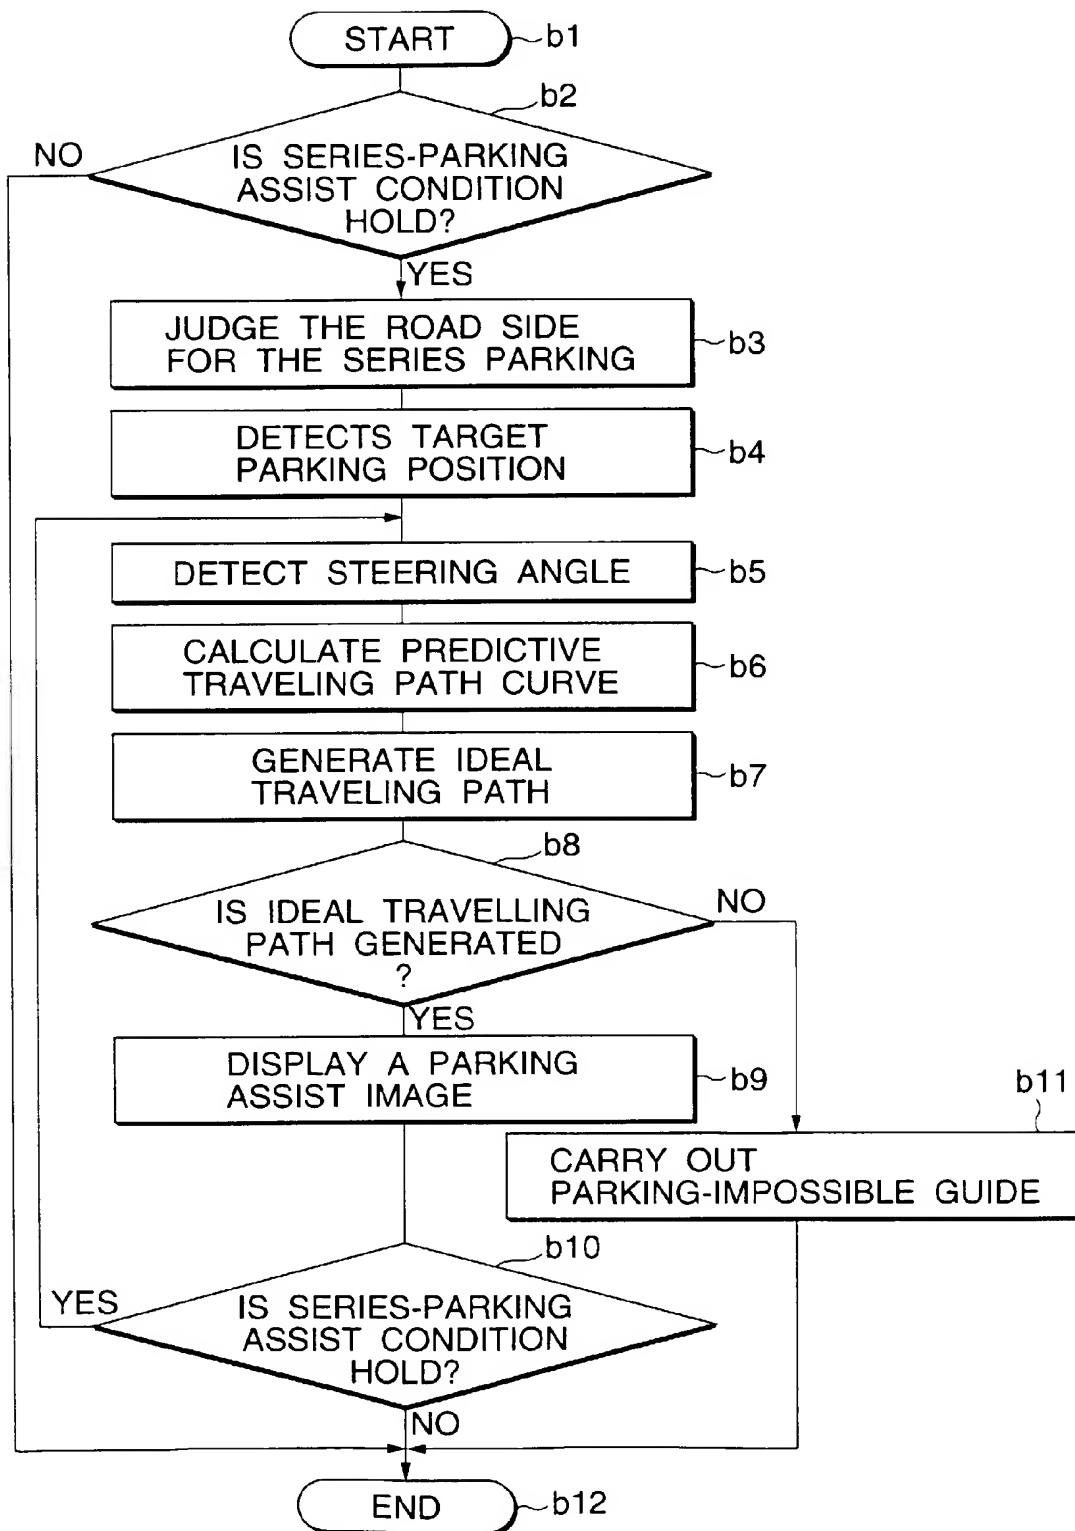 START
b1
b2
NO
IS SERIES-PARKING
ASSIST CONDITION
HOLD?
YES
JUDGE THE ROAD SIDE
FOR THE SERIES PARKING
b3
DETECTS TARGET
PARKING POSITION
b4
DETECT STEERING ANGLE
b5
CALCULATE PREDICTIVE
TRAVELING PATH CURVE
b6
GENERATE IDEAL
TRAVELING PATH
b7
b8
IS IDEAL TRAVELLING
PATH GENERATED
?
NO
YES
DISPLAY A PARKING
ASSIST IMAGE
b9
b11
CARRY OUT
PARKING-IMPOSSIBLE GUIDE
b10
YES
IS SERIES-PARKING
ASSIST CONDITION
HOLD?
NO
END
b12